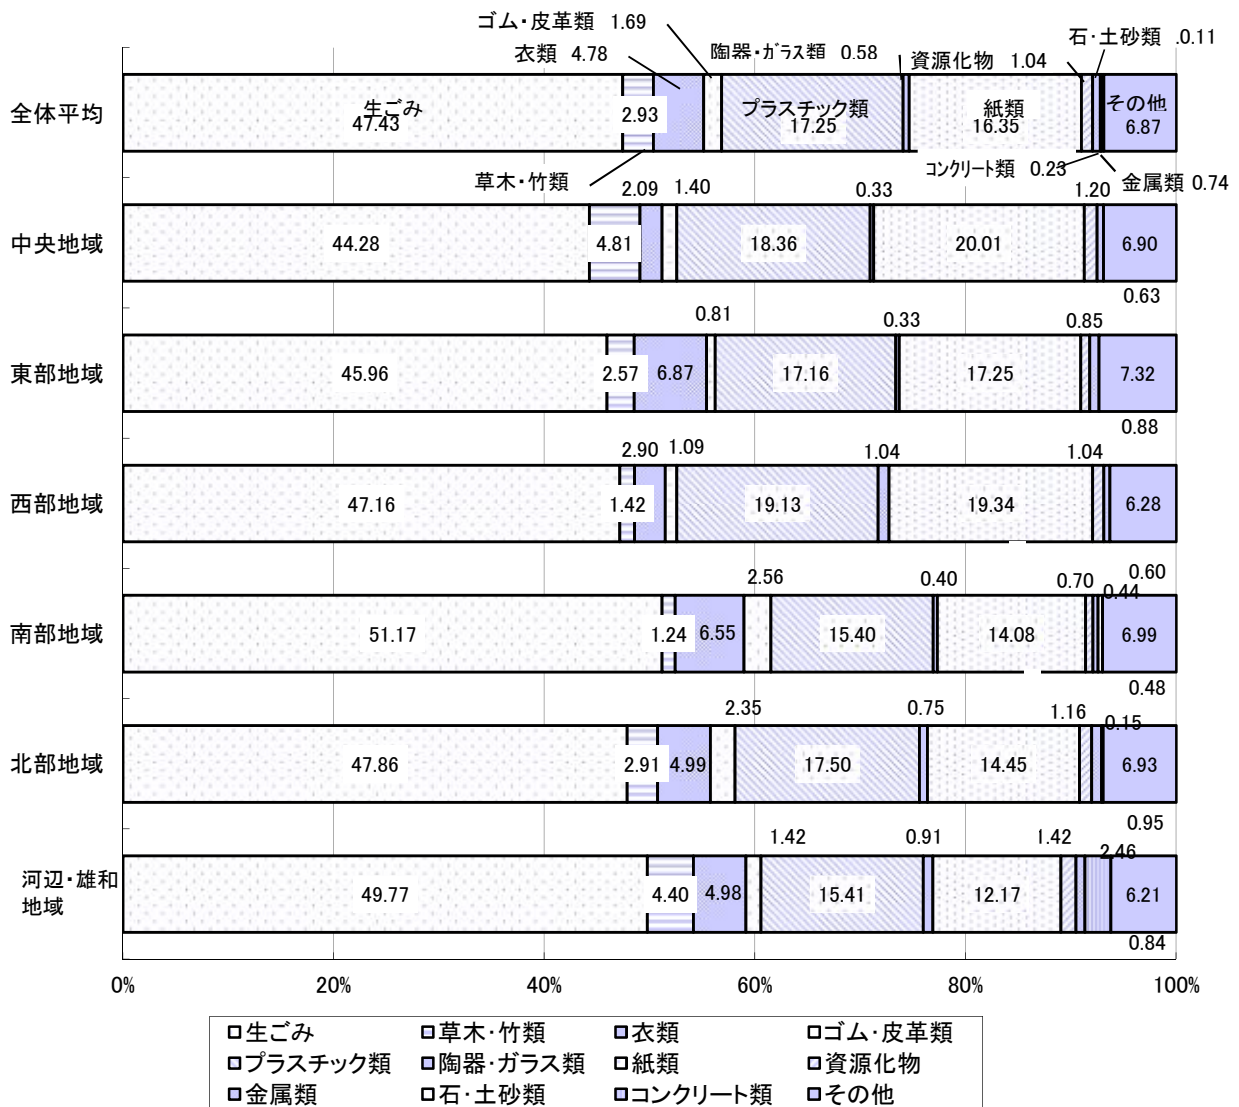 ゴム・皮革類 1.69
衣類 4.78
陶器・ガラス類 0.58
資源化物 1.04
石・土砂類 0.11
全体平均
生ごみ
47.43
2.93
プラスチック類
17.25
紙類
16.35
その他
6.87
草木・竹類
コンクリート類 0.23
金属類 0.74
2.09 1.40 0.33 1.20
中央地域 44.28 4.81 18.36 20.01 6.90
0.63
0.81 0.33 0.85
東部地域 45.96 2.57 6.87 17.16 17.25 7.32
0.88
2.90 1.09 1.04 1.04
西部地域 47.16 1.42 19.13 19.34 6.28
0.60
2.56 0.40 0.70 0.44
南部地域 51.17 1.24 6.55 15.40 14.08 6.99
0.48
2.35 0.75 1.16 0.15
北部地域 47.86 2.91 4.99 17.50 14.45 6.93
0.95
1.42 0.91 1.42 2.46
河辺・雄和
地域
49.77 4.40 4.98 15.41 12.17 6.21
0.84
0% 20% 40% 60% 80% 100%
生ごみ 草木・竹類 衣類 ゴム・皮革類
プラスチック類 陶器・ガラス類 紙類 資源化物
金属類 石・土砂類 コンクリート類 その他